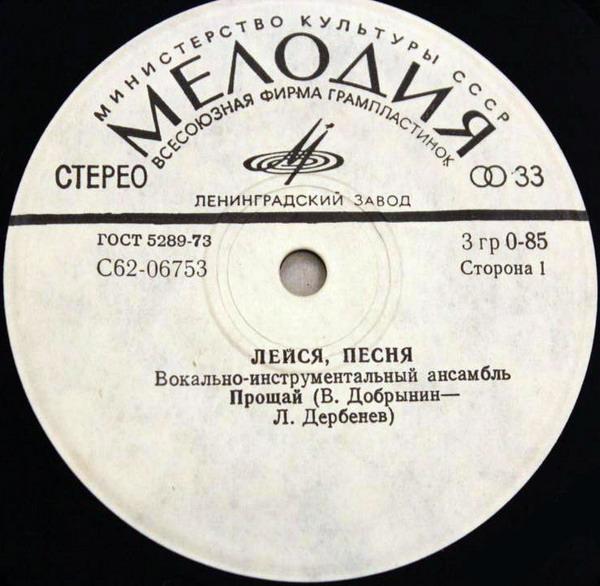 МИНИСТЕРСТВО КУЛЬТУРЫ СССР
МЕЛОДИЯ
ВСЕСОЮЗНАЯ ФИРМА ГРАМПЛАСТИНОК
СТЕРЕО
33
ЛЕНИНГРАДСКИЙ ЗАВОД
ГОСТ 5289-73
3 гр 0-85
С62-06753
Сторона 1
ЛЕЙСЯ, ПЕСНЯ
Вокально-инструментальный ансамбль
Прощай (В. Добрынин—
Л. Дербенев)